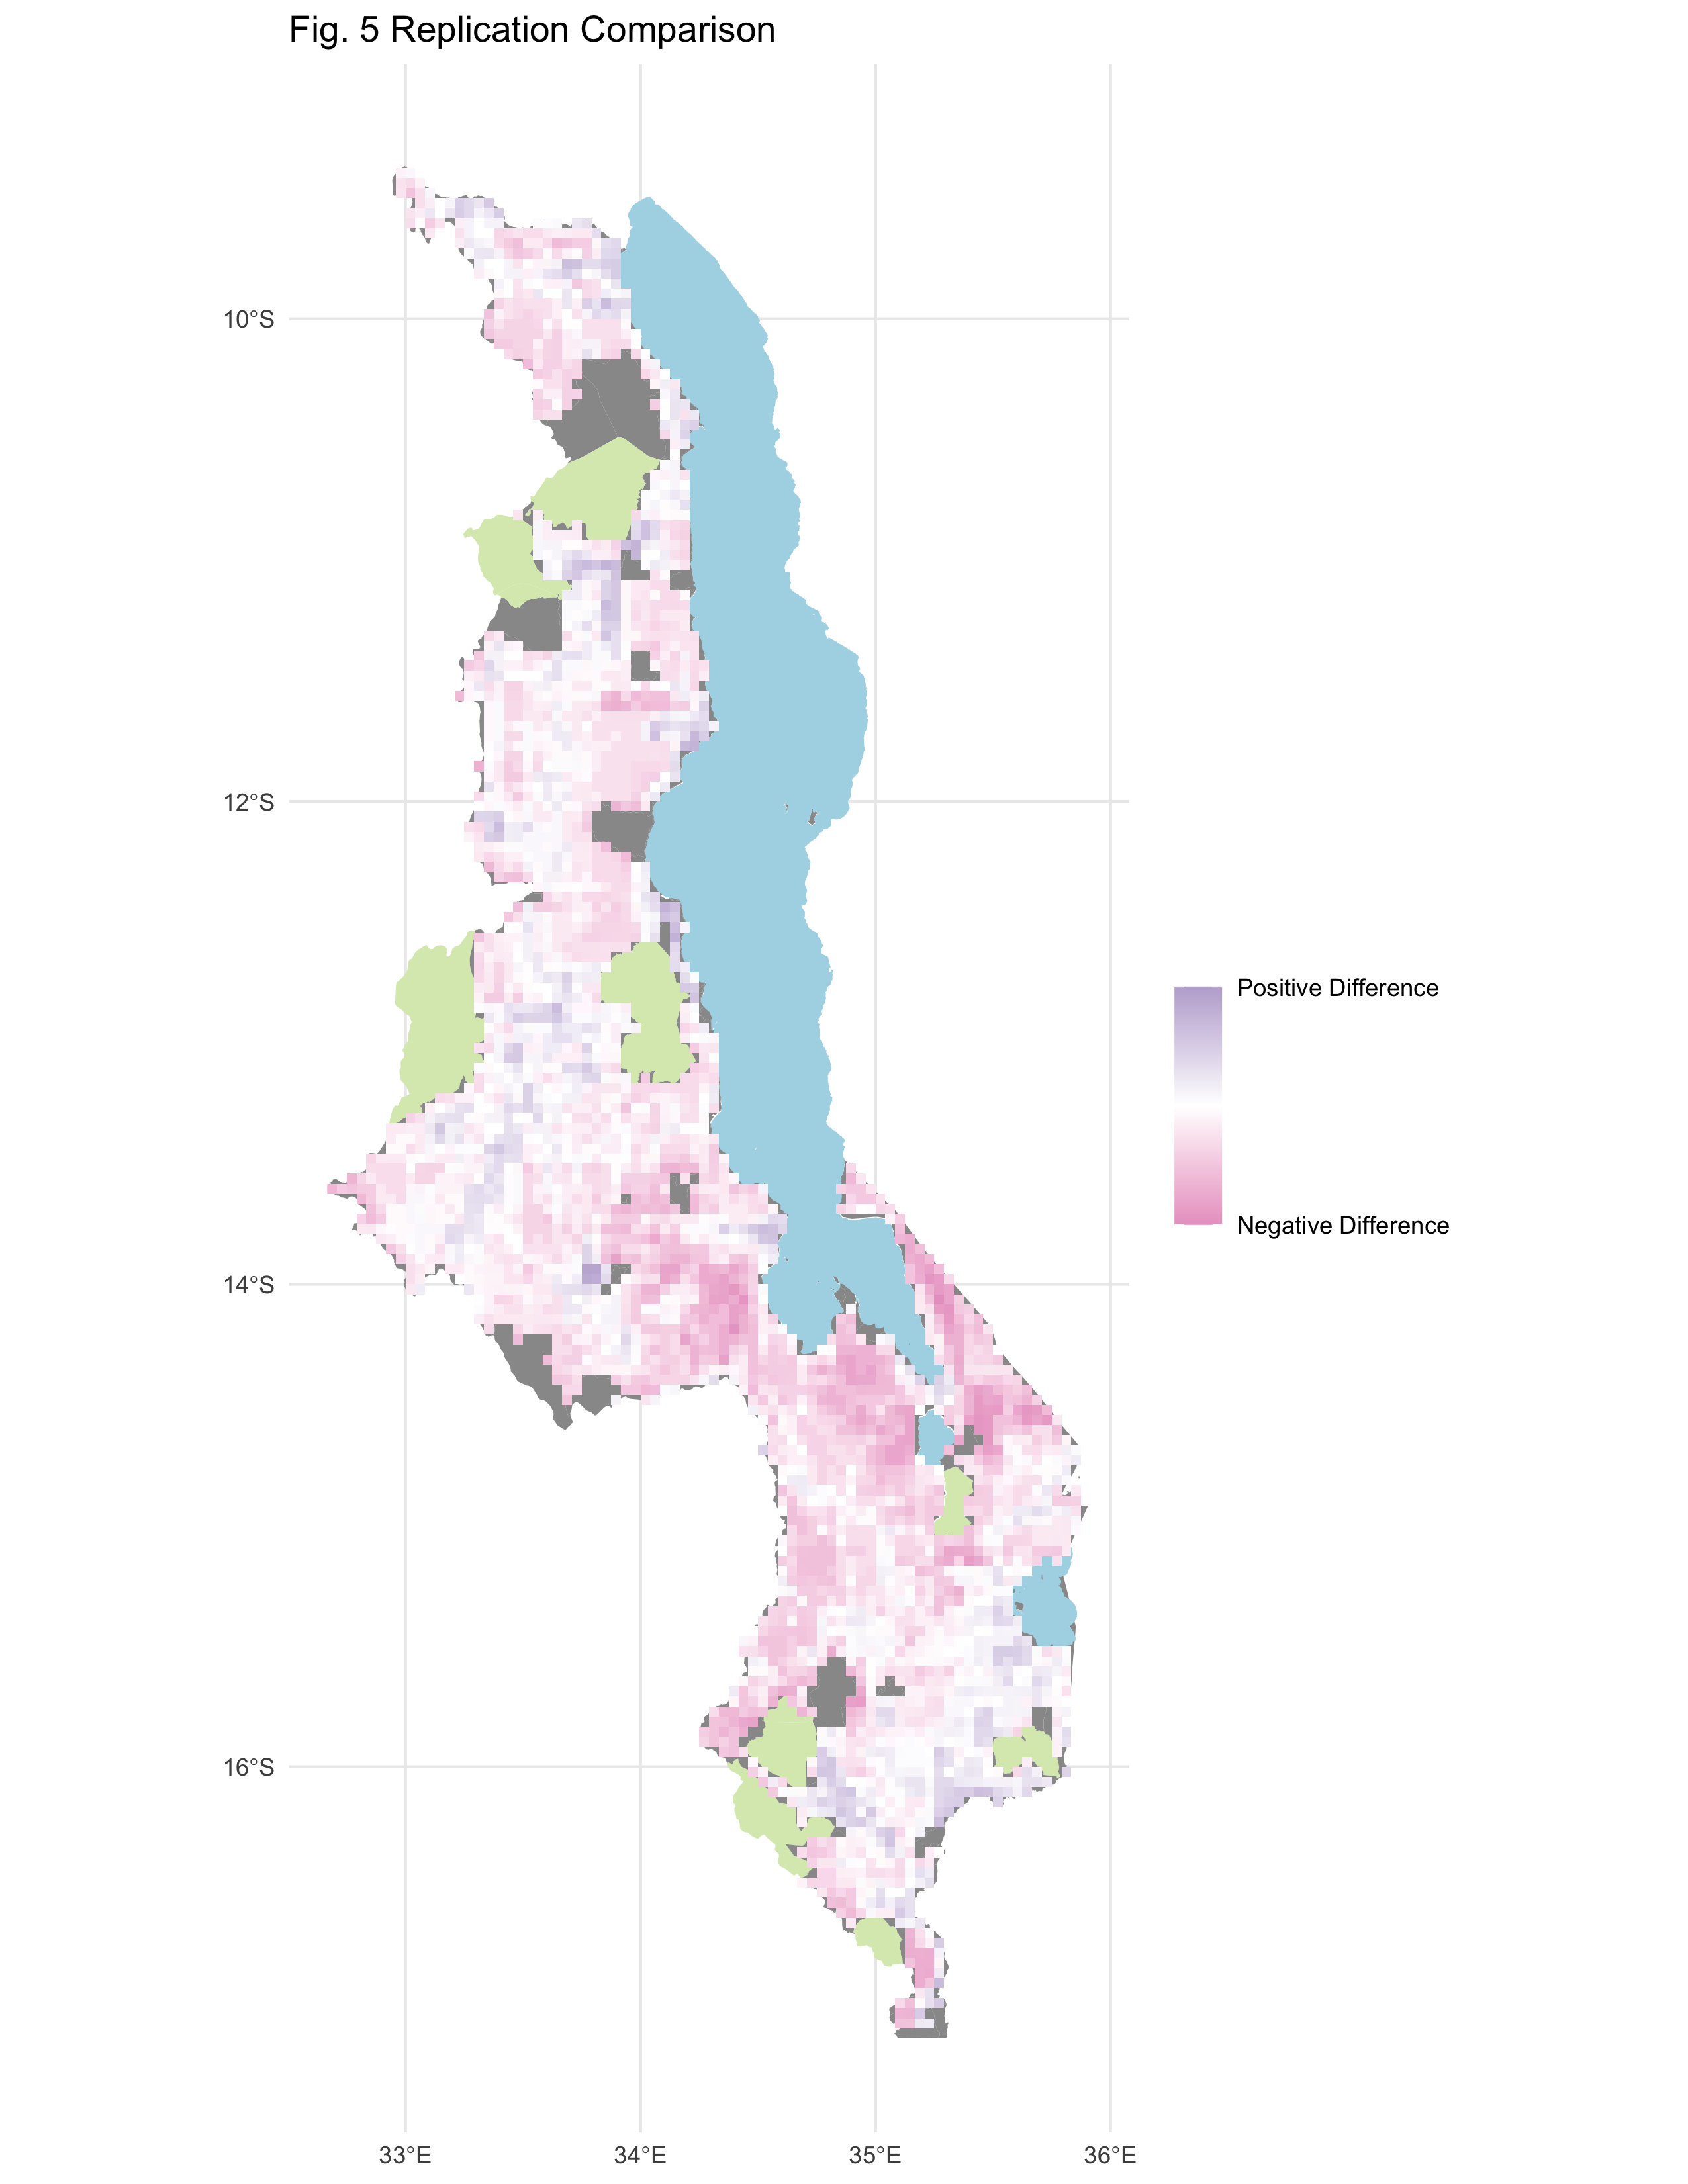 Fig. 5 Replication Comparison
10°S
12°S
14°S
16°S
33°E
34°E
35°E
36°E
Positive Difference
Negative Difference